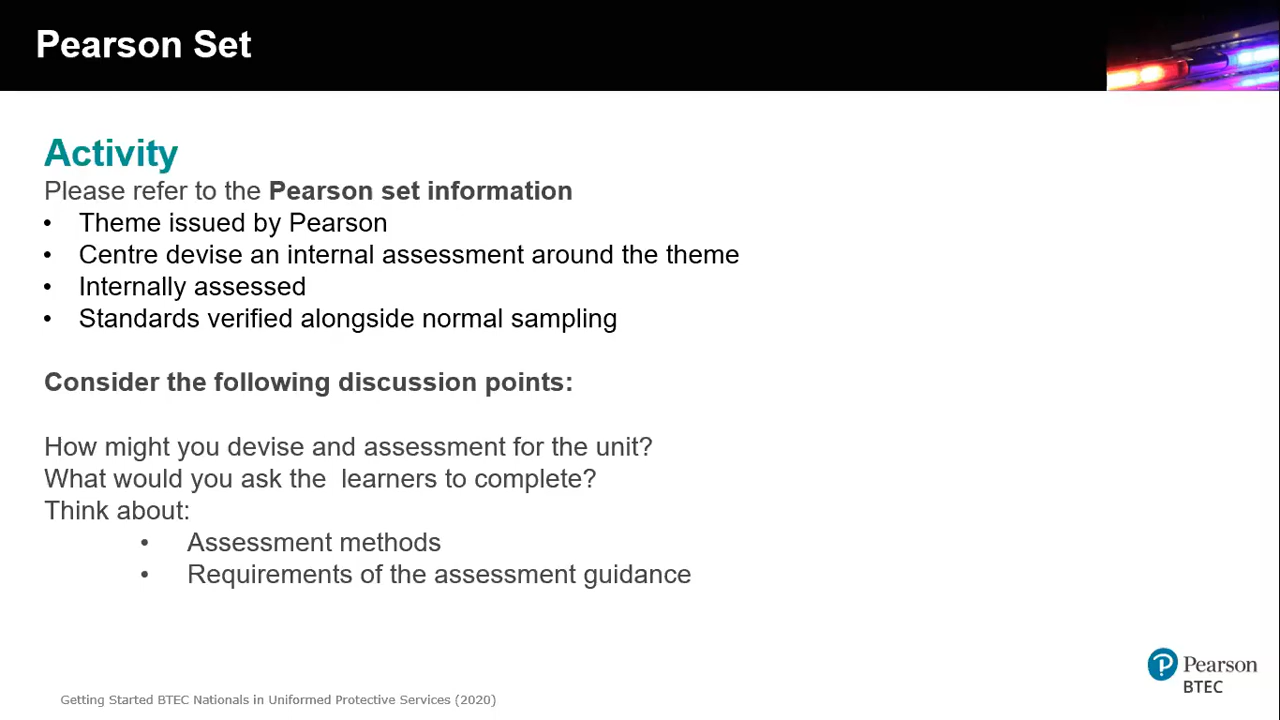 Pearson Set
Activity
Please refer to the Pearson set information
• Theme issued by Pearson
• Centre devise an internal assessment around the theme
• Internally assessed
• Standards verified alongside normal sampling
Consider the following discussion points:
How might you devise and assessment for the unit?
What would you ask the  learners to complete?
Think about:
• Assessment methods
• Requirements of the assessment guidance
Pearson
BTEC
Getting Started BTEC Nationals in Uniformed Protective Services (2020)